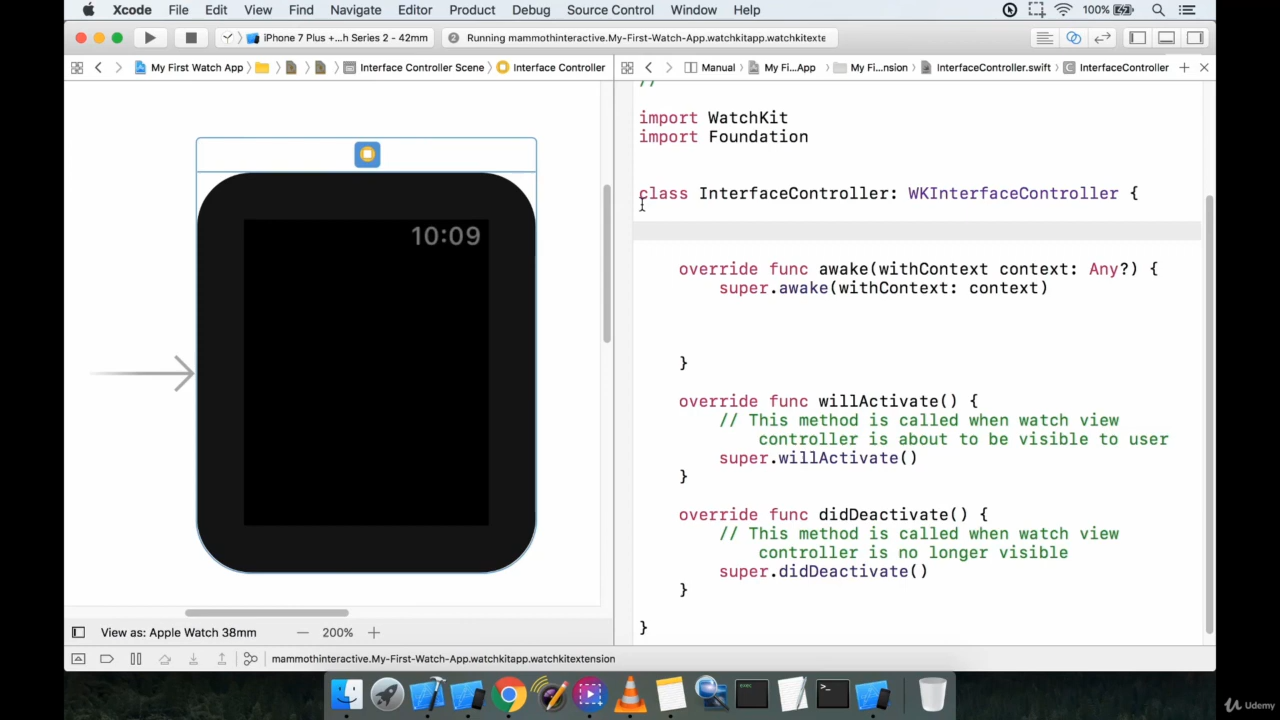 Xcode File Edit View Find Navigate Editor Product Debug Source Control Window Help 100%
iPhone 7 Plus +...h Series 2 - 42mm 2 Running mammothinteractive.My-First-Watch-App.watchkitapp.watchkitexte
My First Watch App Interface Controller Scene Interface Controller
Manual My Fi...App My Fi...nsion InterfaceController.swift C InterfaceController
//
10:09
import WatchKit
import Foundation
class InterfaceController: WKInterfaceController {
override func awake(withContext context: Any?) {
super.awake(withContext: context)
}
override func willActivate() {
// This method is called when watch view
controller is about to be visible to user
super.willActivate()
}
override func didDeactivate() {
// This method is called when watch view
controller is no longer visible
super.didDeactivate()
}
}
View as: Apple Watch 38mm — 200% +
mammothinteractive.My-First-Watch-App.watchkitapp.watchkitextension
exec
>_
Udemy